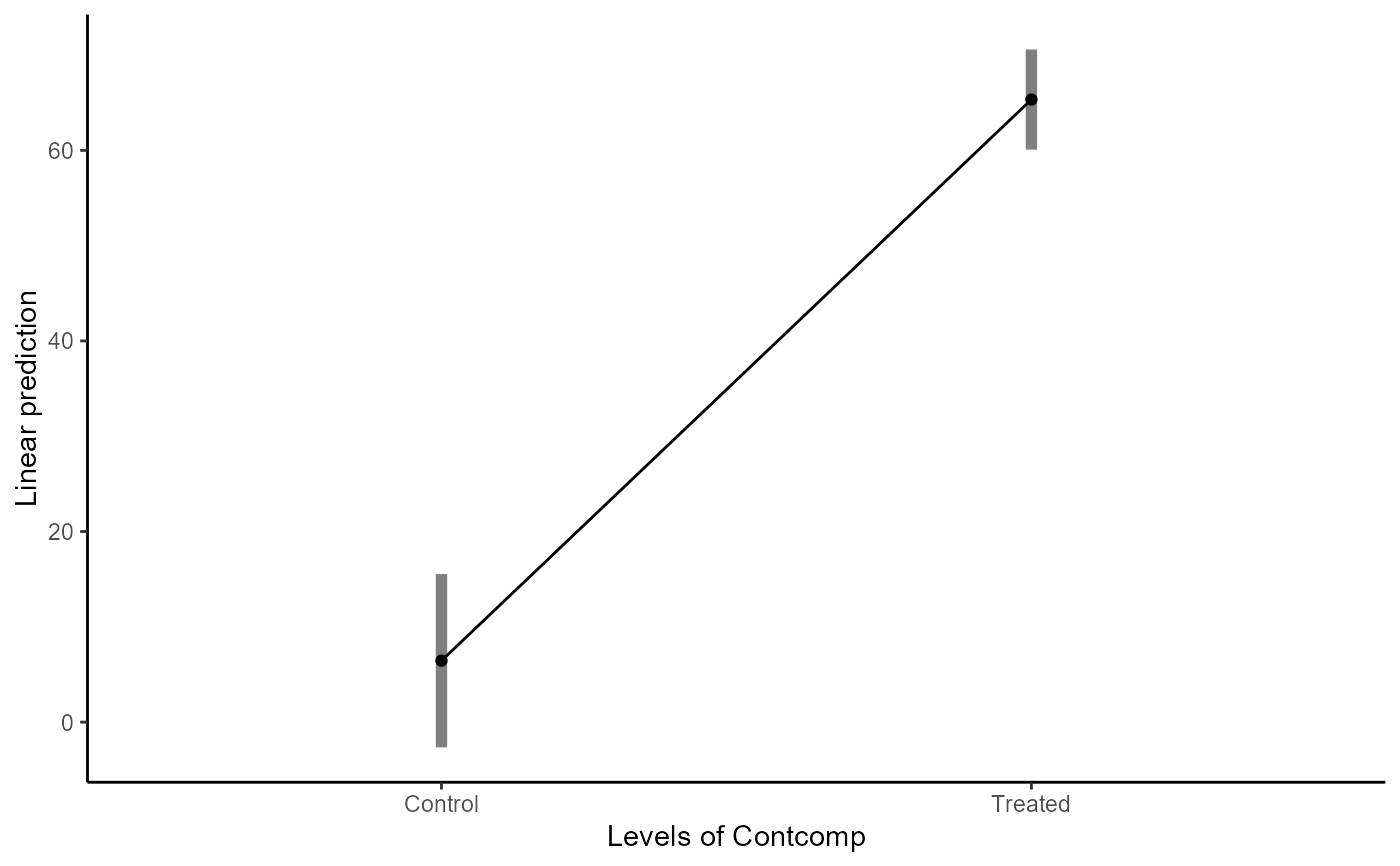 Linear prediction
60
40
20
0
Control
Treated
Levels of Contcomp